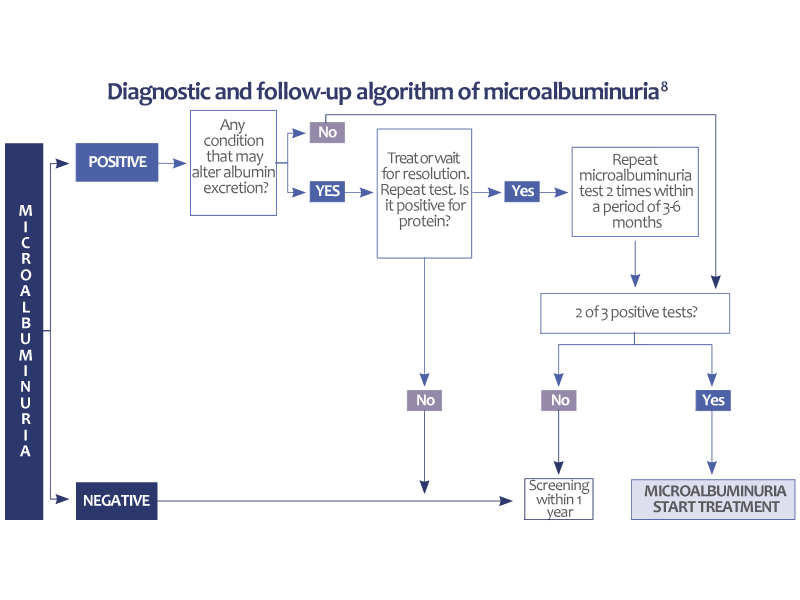 Diagnostic and follow-up algorithm of microalbuminuria8
MICROALBUMINURIA
POSITIVE
Any
condition
that may
alter albumin
excretion?
No
YES
Treat or wait
for resolution.
Repeat test. Is
it positive for
protein?
Yes
Repeat
microalbuminuria
test 2 times within
a period of 3-6
months
2 of 3 positive tests?
No
No
Yes
NEGATIVE
Screening
within 1
year
MICROALBUMINURIA
START TREATMENT